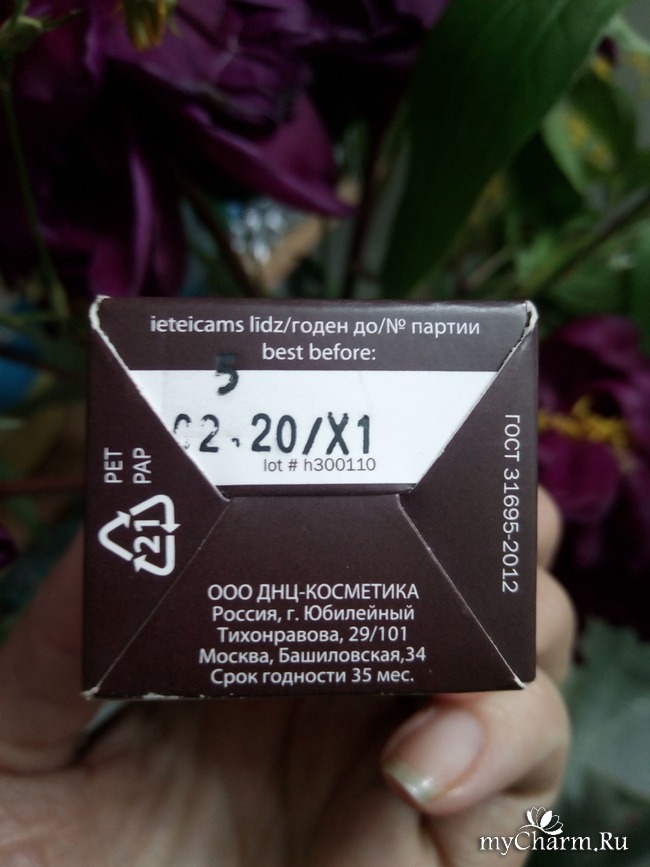 ieteicams līdz/годен до/№ партии
best before:
5
02.20/X1
lot # h300110
PET
PAP
21
ГОСТ 31695-2012
ООО ДНЦ-КОСМЕТИКА
Россия, г. Юбилейный
Тихонравова, 29/101
Москва, Башиловская,34
Срок годности 35 мес.
myCharm.Ru